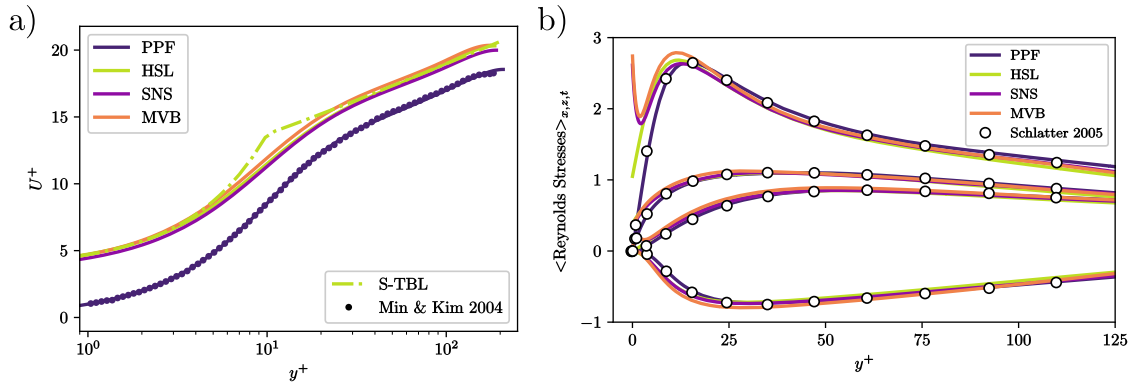 a)
20
15
10
5
0
U+
PPF
HSL
SNS
MVB
S-TBL
Min & Kim 2004
10⁰
10¹
10²
y+
b)
3
2
1
0
−1
<Reynolds Stresses>x,z,t
PPF
HSL
SNS
MVB
Schlatter 2005
0
25
50
75
100
125
y+